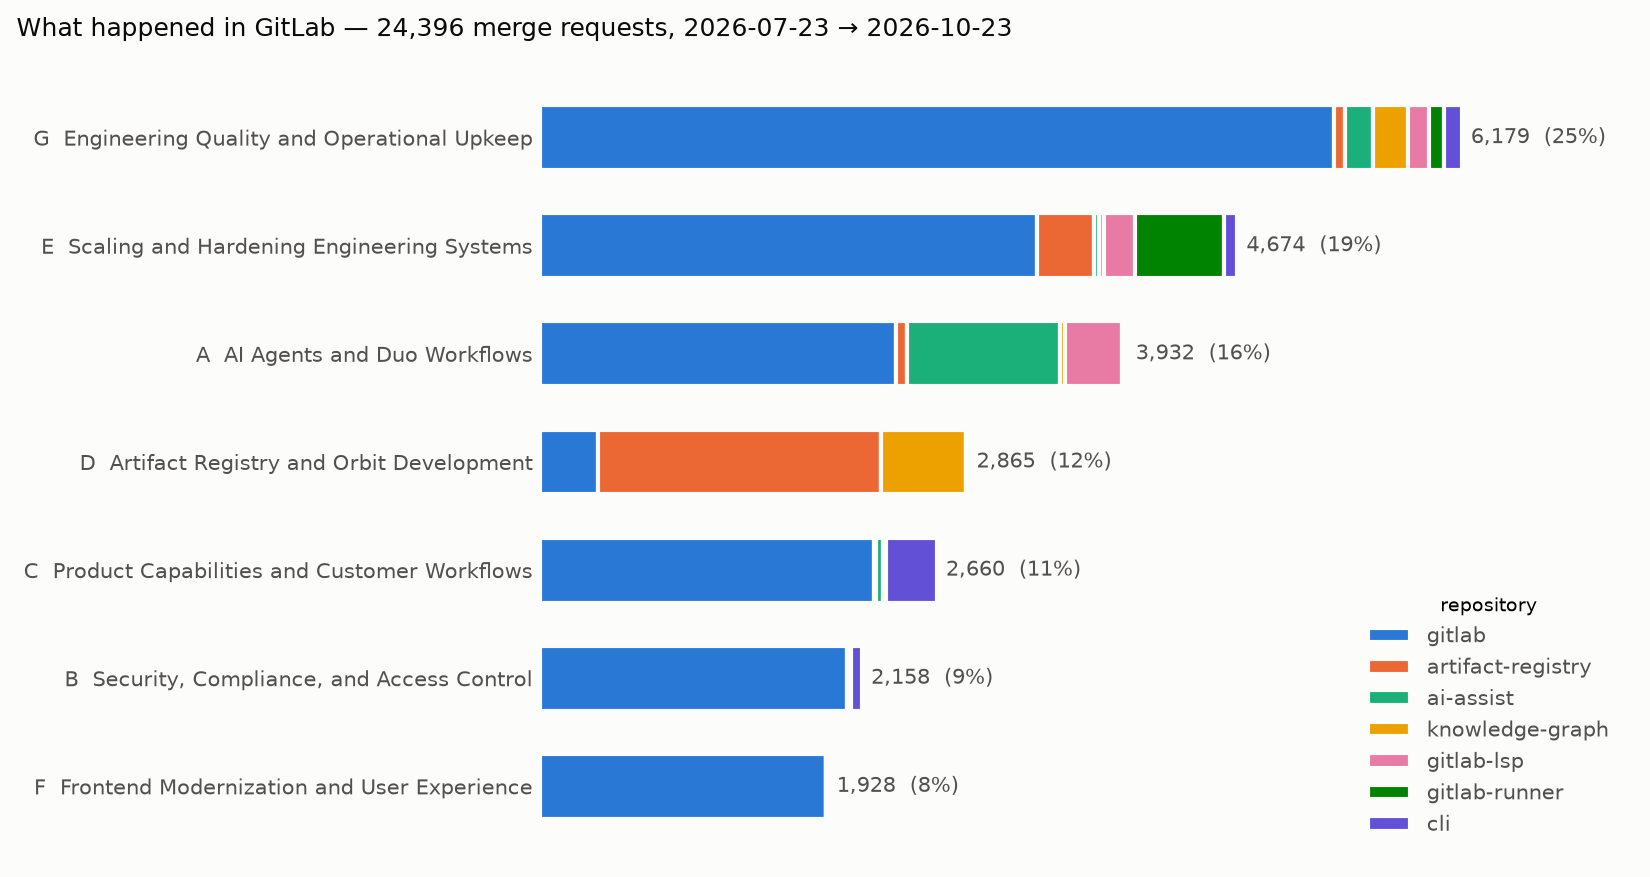 What happened in GitLab — 24,396 merge requests, 2026-07-23 → 2026-10-23
G Engineering Quality and Operational Upkeep
6,179 (25%)
E Scaling and Hardening Engineering Systems
4,674 (19%)
A AI Agents and Duo Workflows
3,932 (16%)
D Artifact Registry and Orbit Development
2,865 (12%)
C Product Capabilities and Customer Workflows
2,660 (11%)
B Security, Compliance, and Access Control
2,158 (9%)
F Frontend Modernization and User Experience
1,928 (8%)
repository
gitlab
artifact-registry
ai-assist
knowledge-graph
gitlab-lsp
gitlab-runner
cli